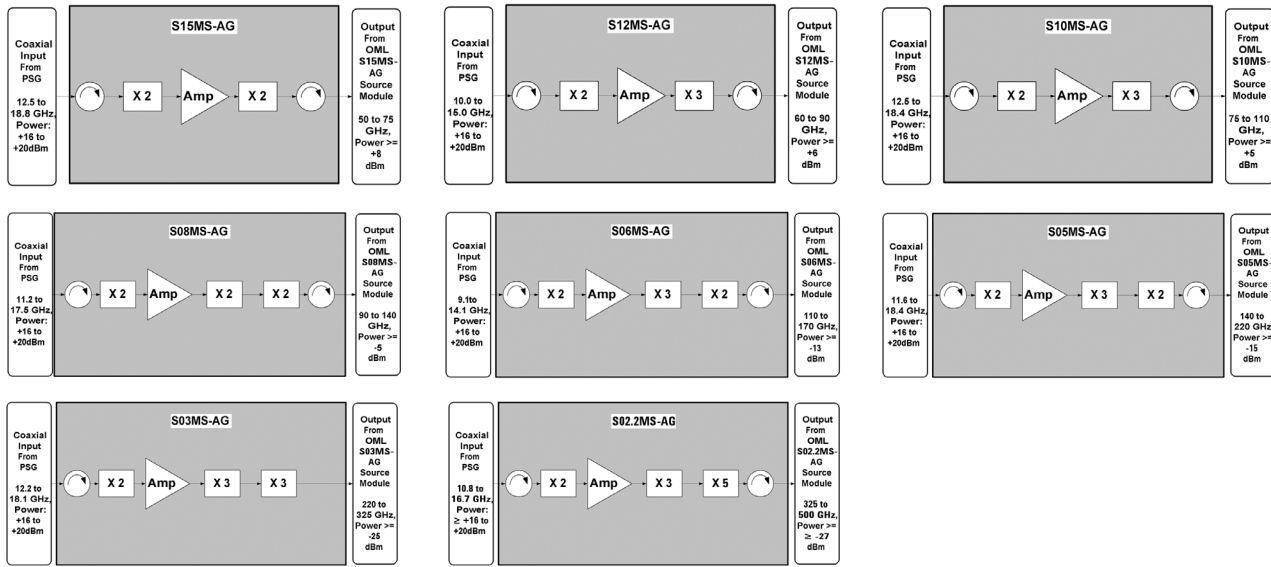 S15MS-AG
Coaxial
Input
From
PSG
12.5 to
18.8 GHz,
Power:
+16 to
+20dBm
X 2
Amp
X 2
Output
From
OML
S15MS-
AG
Source
Module
50 to 75
GHz,
Power >=
+8
dBm
S12MS-AG
Coaxial
Input
From
PSG
10.0 to
15.0 GHz,
Power:
+16 to
+20dBm
X 2
Amp
X 3
Output
From
OML
S12MS-
AG
Source
Module
60 to 90
GHz,
Power >=
+6
dBm
S10MS-AG
Coaxial
Input
From
PSG
12.5 to
18.4 GHz,
Power:
+16 to
+20dBm
X 2
Amp
X 3
Output
From
OML
S10MS-
AG
Source
Module
75 to 110
GHz,
Power >=
+5
dBm
S08MS-AG
Coaxial
Input
From
PSG
11.2 to
17.5 GHz,
Power:
+16 to
+20dBm
X 2
Amp
X 2
X 2
Output
From
OML
S08MS-
AG
Source
Module
90 to 140
GHz,
Power >=
-5
dBm
S06MS-AG
Coaxial
Input
From
PSG
9.1to
14.1 GHz,
Power:
+16 to
+20dBm
X 2
Amp
X 3
X 2
Output
From
OML
S06MS-
AG
Source
Module
110 to
170 GHz,
Power >=
-13
dBm
S05MS-AG
Coaxial
Input
From
PSG
11.6 to
18.4 GHz,
Power:
+16 to
+20dBm
X 2
Amp
X 3
X 2
Output
From
OML
S05MS-
AG
Source
Module
140 to
220 GHz,
Power >=
-15
dBm
S03MS-AG
Coaxial
Input
From
PSG
12.2 to
18.1 GHz,
Power:
+16 to
+20dBm
X 2
Amp
X 3
X 3
Output
From
OML
S03MS-
AG
Source
Module
220 to
325 GHz,
Power >=
-25
dBm
S02.2MS-AG
Coaxial
Input
From
PSG
10.8 to
16.7 GHz,
Power:
≥ +16 to
+20dBm
X 2
Amp
X 3
X 5
Output
From
OML
S02.2MS-
AG
Source
Module
325 to
500 GHz,
Power >=
≥ -27
dBm